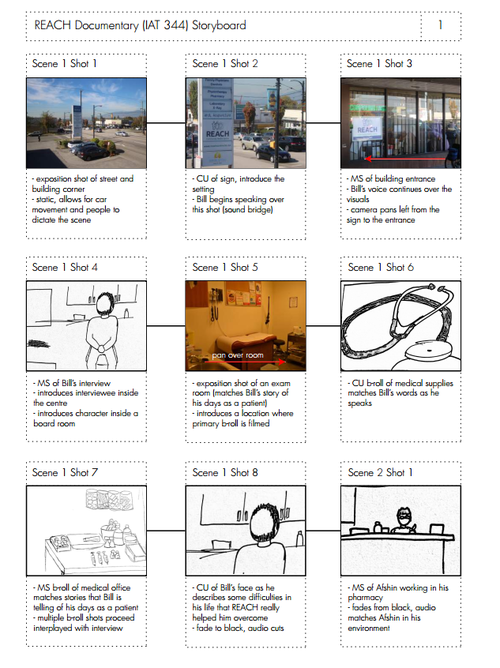 REACH Documentary (IAT 344) Storyboard
1
Scene 1 Shot 1
- exposition shot of street and
building corner
- static, allows for car
movement and people to
dictate the scene
Scene 1 Shot 2
REACH
- CU of sign, introduce the
setting
- Bill begins speaking over
this shot (sound bridge)
Scene 1 Shot 3
REACH
- MS of building entrance
- Bill's voice continues over the
visuals
- camera pans left from the
sign to the entrance
Scene 1 Shot 4
- MS of Bill's interview
- introduces interviewee inside
the centre
- introduces character inside a
board room
Scene 1 Shot 5
pan over room
- exposition shot of an exam
room (matches Bill's story of
his days as a patient)
- introduces a location where
primary b-roll is filmed
Scene 1 Shot 6
- CU b-roll of medical supplies
matches Bill's words as he
speaks
Scene 1 Shot 7
- MS b-roll of medical office
matches stories that Bill is
telling of his days as a patient
- multiple b-roll shots proceed
interplayed with interview
Scene 1 Shot 8
- CU of Bill's face as he
describes some difficulties in
his life that REACH really
helped him overcome
- fade to black, audio cuts
Scene 2 Shot 1
- MS of Afshin working in his
pharmacy
- fades from black, audio
matches Afshin in his
environment